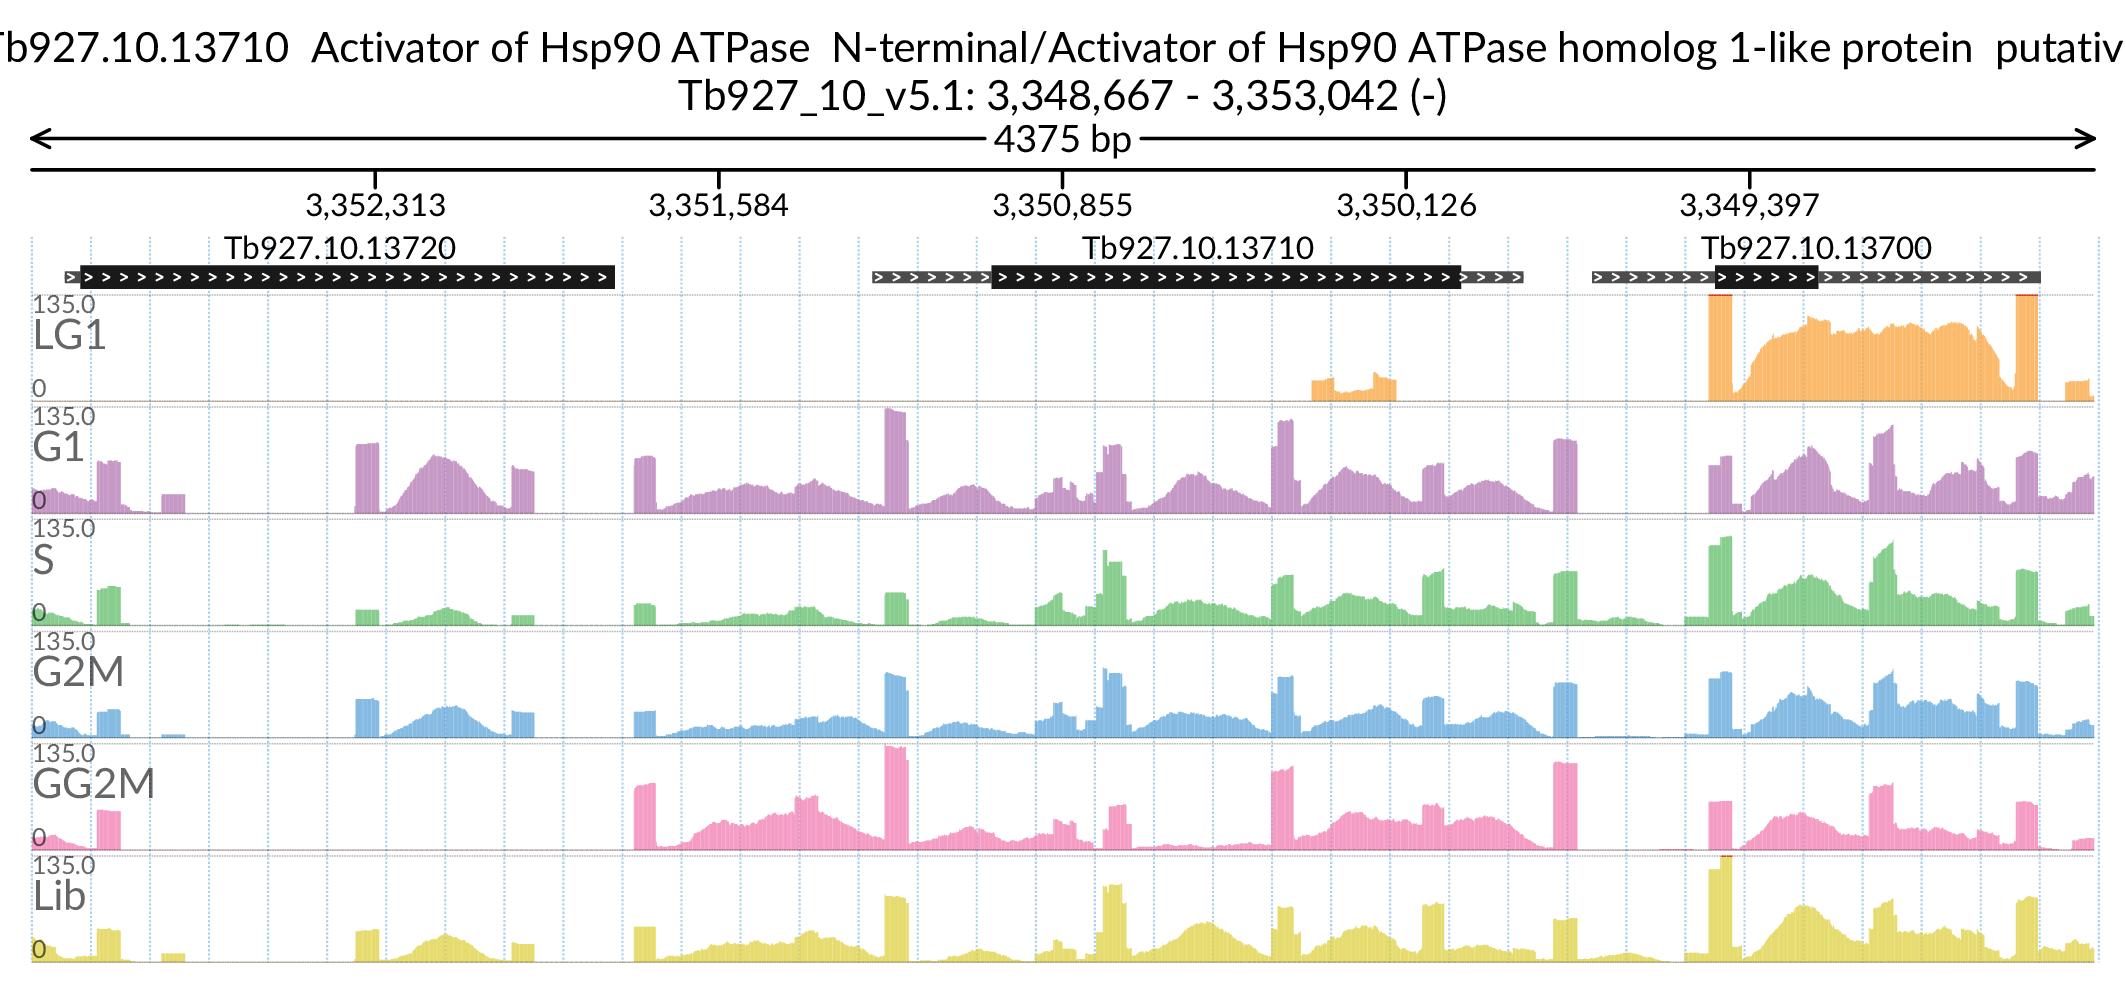 b927.10.13710 Activator of Hsp90 ATPase N-terminal/Activator of Hsp90 ATPase homolog 1-like protein putativ
Tb927_10_v5.1: 3,348,667 - 3,353,042 (-)
4375 bp
3,352,313 3,351,584 3,350,855 3,350,126 3,349,397
Tb927.10.13720 Tb927.10.13710 Tb927.10.13700
135.0
LG1
0
135.0
G1
0
135.0
S
0
135.0
G2M
0
135.0
GG2M
0
135.0
Lib
0